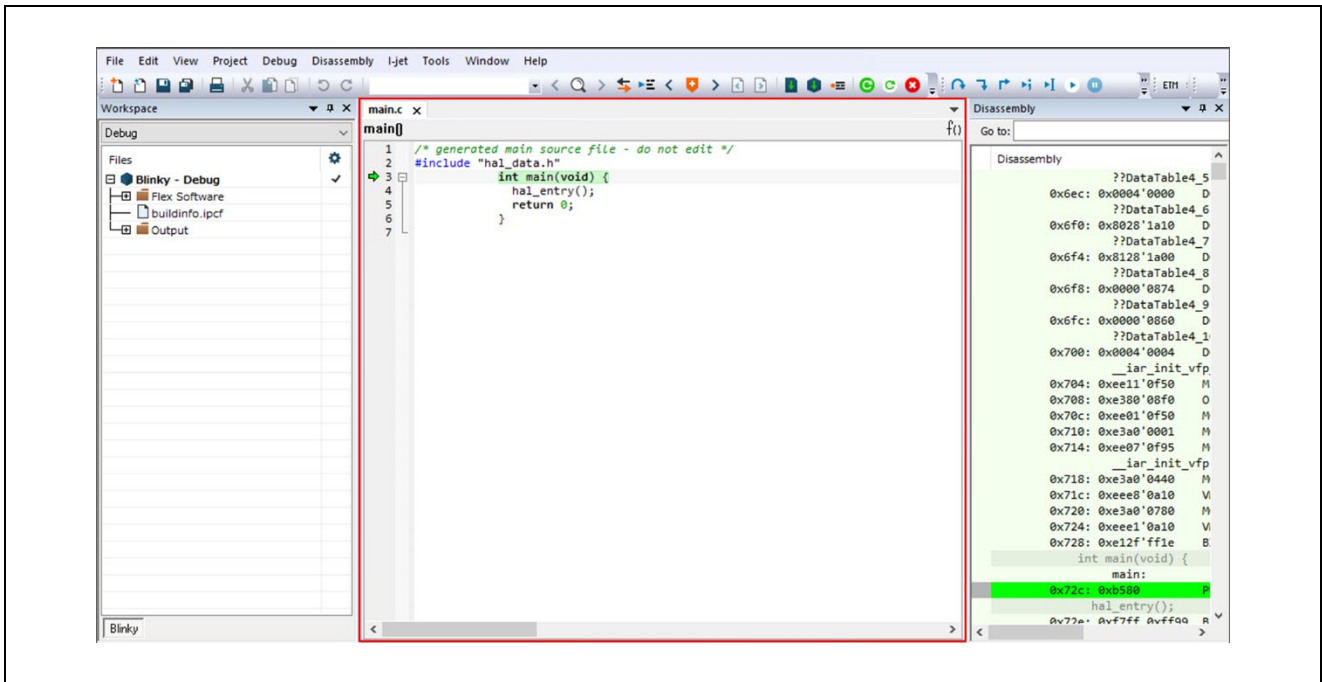 File Edit View Project Debug Disassembly I-jet Tools Window Help
ETM
Workspace
Debug
Files
Blinky - Debug
Flex Software
buildinfo.ipcf
Output
Blinky
main.c
main()
f()
1 /* generated main source file - do not edit */
2 #include "hal_data.h"
3 int main(void) {
4 hal_entry();
5 return 0;
6 }
7
Disassembly
Go to:
Disassembly
??DataTable4_5
0x6ec: 0x0004'0000 D
??DataTable4_6
0x6f0: 0x8028'1a10 D
??DataTable4_7
0x6f4: 0x8128'1a00 D
??DataTable4_8
0x6f8: 0x0000'0874 D
??DataTable4_9
0x6fc: 0x0000'0860 D
??DataTable4_1
0x700: 0x0004'0004 D
__iar_init_vfp
0x704: 0xee11'0f50 M
0x708: 0xe380'08f0 O
0x70c: 0xee01'0f50 M
0x710: 0xe3a0'0001 M
0x714: 0xee07'0f95 M
__iar_init_vfp
0x718: 0xe3a0'0440 M
0x71c: 0xeee8'0a10 V
0x720: 0xe3a0'0780 M
0x724: 0xeee1'0a10 V
0x728: 0xe12f'ff1e B
int main(void) {
main:
0x72c: 0xb580 P
hal_entry();
0x72e: 0xf7ff 0xff99 B